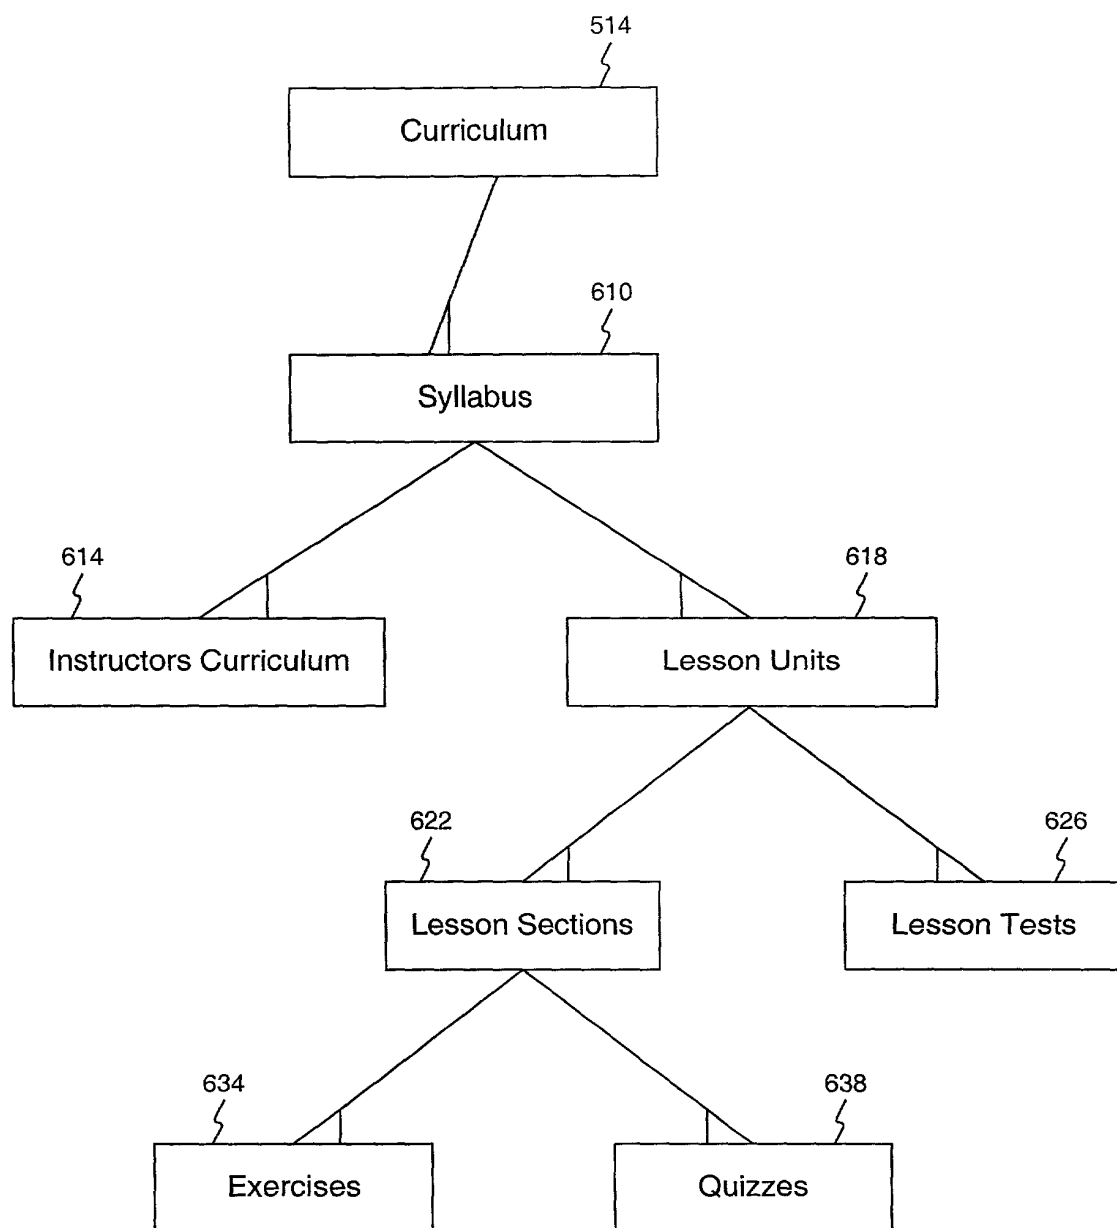 514
Curriculum
610
Syllabus
614
618
Instructors Curriculum
Lesson Units
622
626
Lesson Sections
Lesson Tests
634
638
Exercises
Quizzes